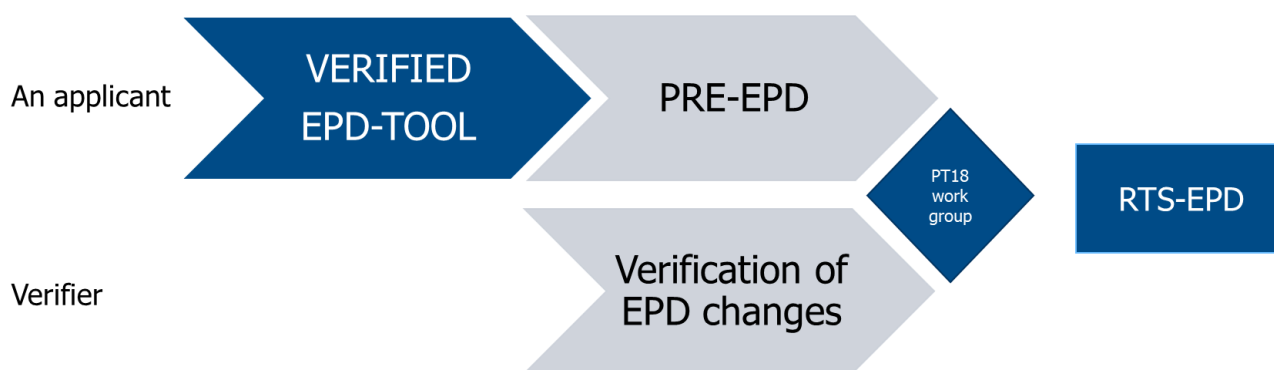 An applicant
VERIFIED
EPD-TOOL
PRE-EPD
PT18
work
group
RTS-EPD
Verifier
Verification of
EPD changes